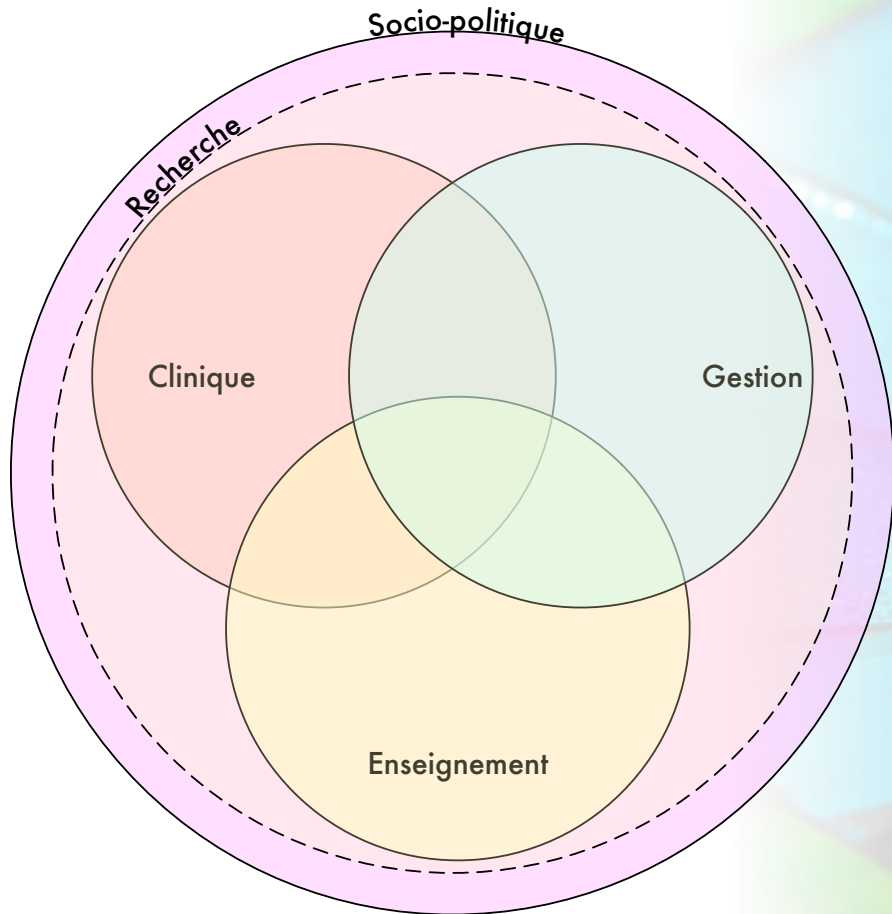 Socio-politique
Recherche
Clinique
Gestion
Enseignement